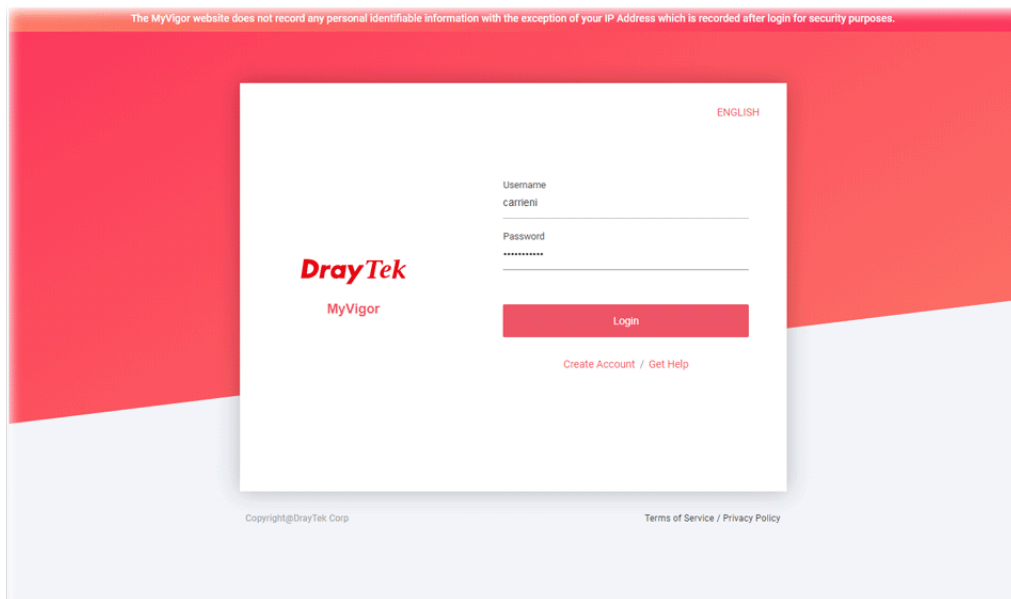 The MyVigor website does not record any personal identifiable information with the exception of your IP Address which is recorded after login for security purposes.
ENGLISH
Username
carrieni
Password
•••••••••••
DrayTek
MyVigor
Login
Create Account / Get Help
Copyright@DrayTek Corp
Terms of Service / Privacy Policy